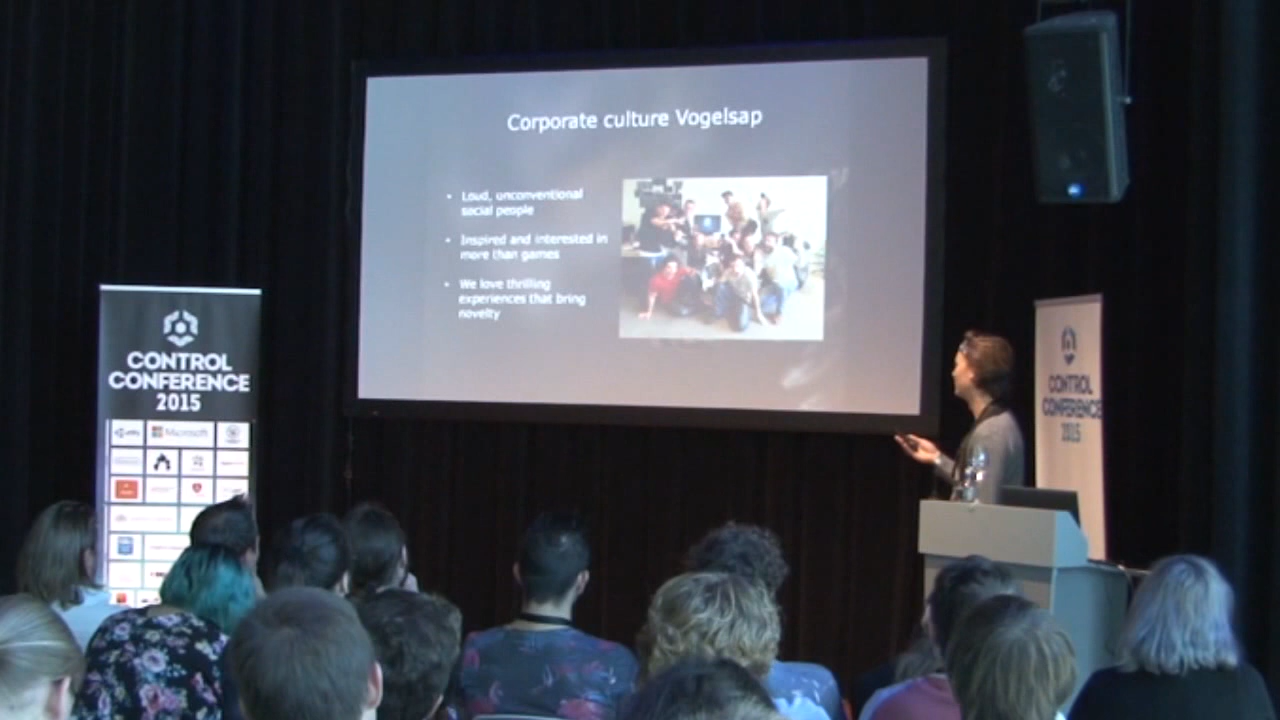 Corporate culture Vogelsap
• Loud, unconventional
social people
• Inspired and interested in
more than games
• We love thrilling
experiences that bring
novelty
CONTROL
CONFERENCE
2015
Microsoft
CONTROL
CONFERENCE
2015